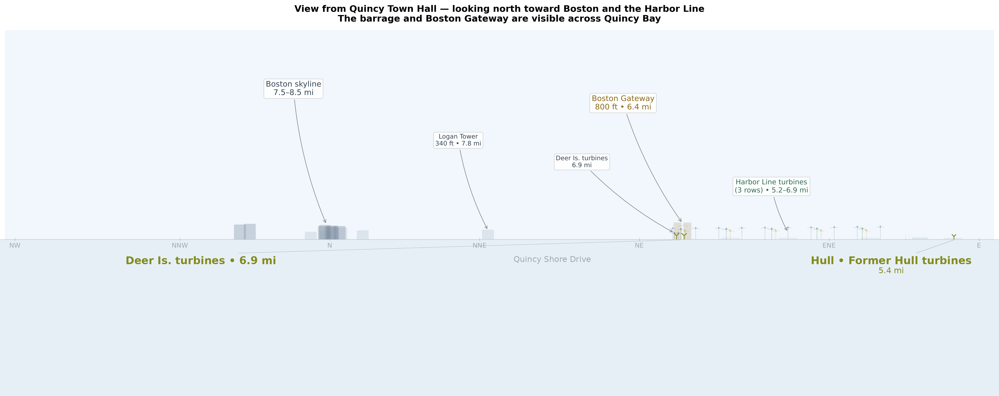 View from Quincy Town Hall — looking north toward Boston and the Harbor Line
The barrage and Boston Gateway are visible across Quincy Bay
Boston skyline
7.5–8.5 mi
Boston Gateway
800 ft • 6.4 mi
Logan Tower
340 ft • 7.8 mi
Deer Is. turbines
6.9 mi
Harbor Line turbines
(3 rows) • 5.2–6.9 mi
NW
NNW
N
NNE
NE
ENE
E
Deer Is. turbines • 6.9 mi
Quincy Shore Drive
Hull • Former Hull turbines
5.4 mi